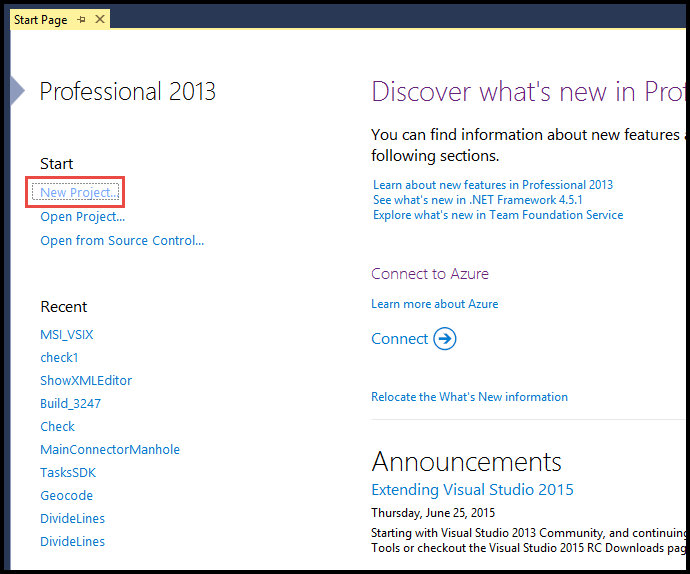 Start Page
Professional 2013
Start
New Project...
Open Project...
Open from Source Control...
Recent
MSI_VSIX
check1
ShowXMLEditor
Build_3247
Check
MainConnectorManhole
TasksSDK
Geocode
DivideLines
DivideLines
Discover what's new in Prof
You can find information about new features a
following sections.
Learn about new features in Professional 2013
See what's new in .NET Framework 4.5.1
Explore what's new in Team Foundation Service
Connect to Azure
Learn more about Azure
Connect
Relocate the What's New information
Announcements
Extending Visual Studio 2015
Thursday, June 25, 2015
Starting with Visual Studio 2013 Community, and continuing
Tools or checkout the Visual Studio 2015 RC Downloads pag